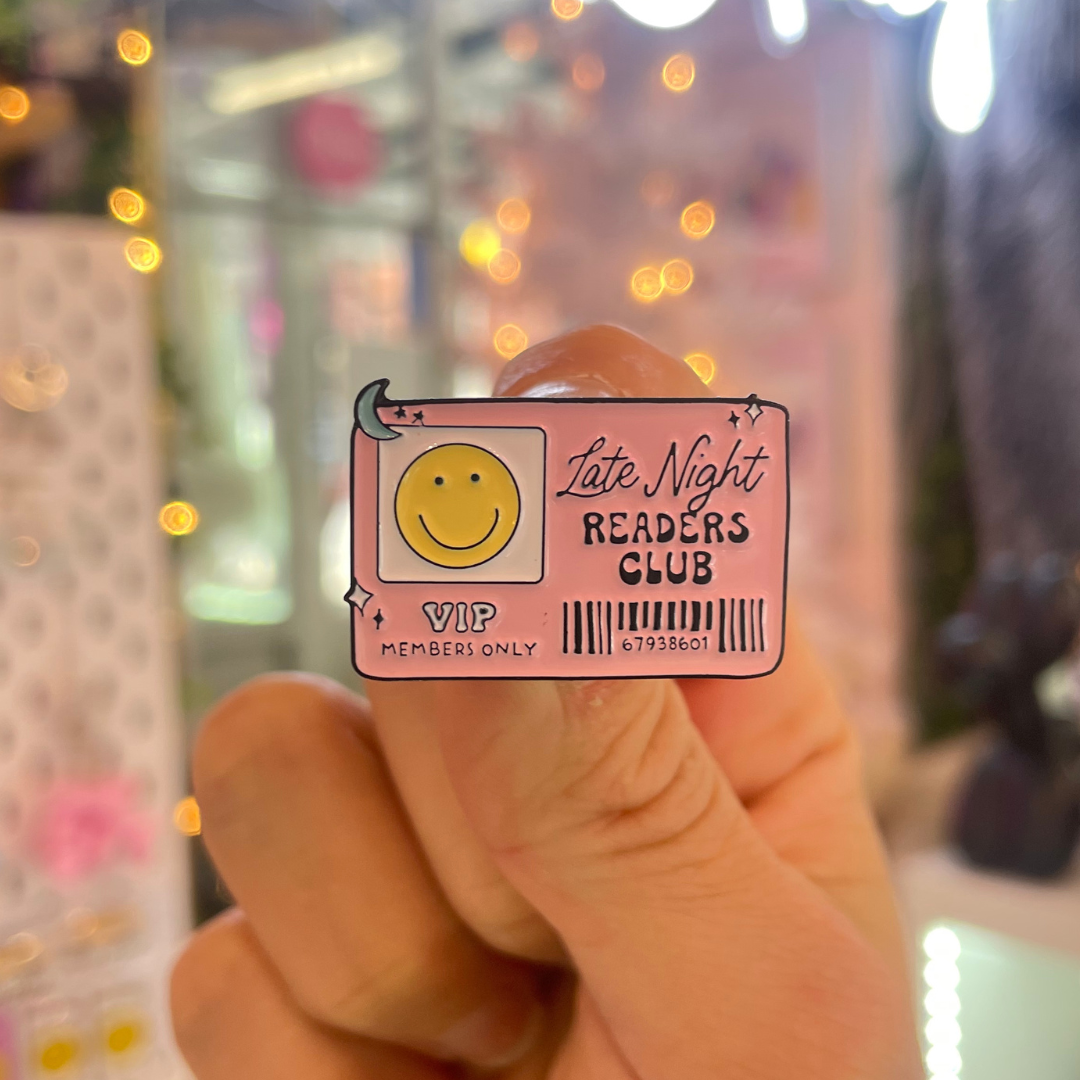 Late Night
READERS
CLUB
VIP
MEMBERS ONLY
67938601